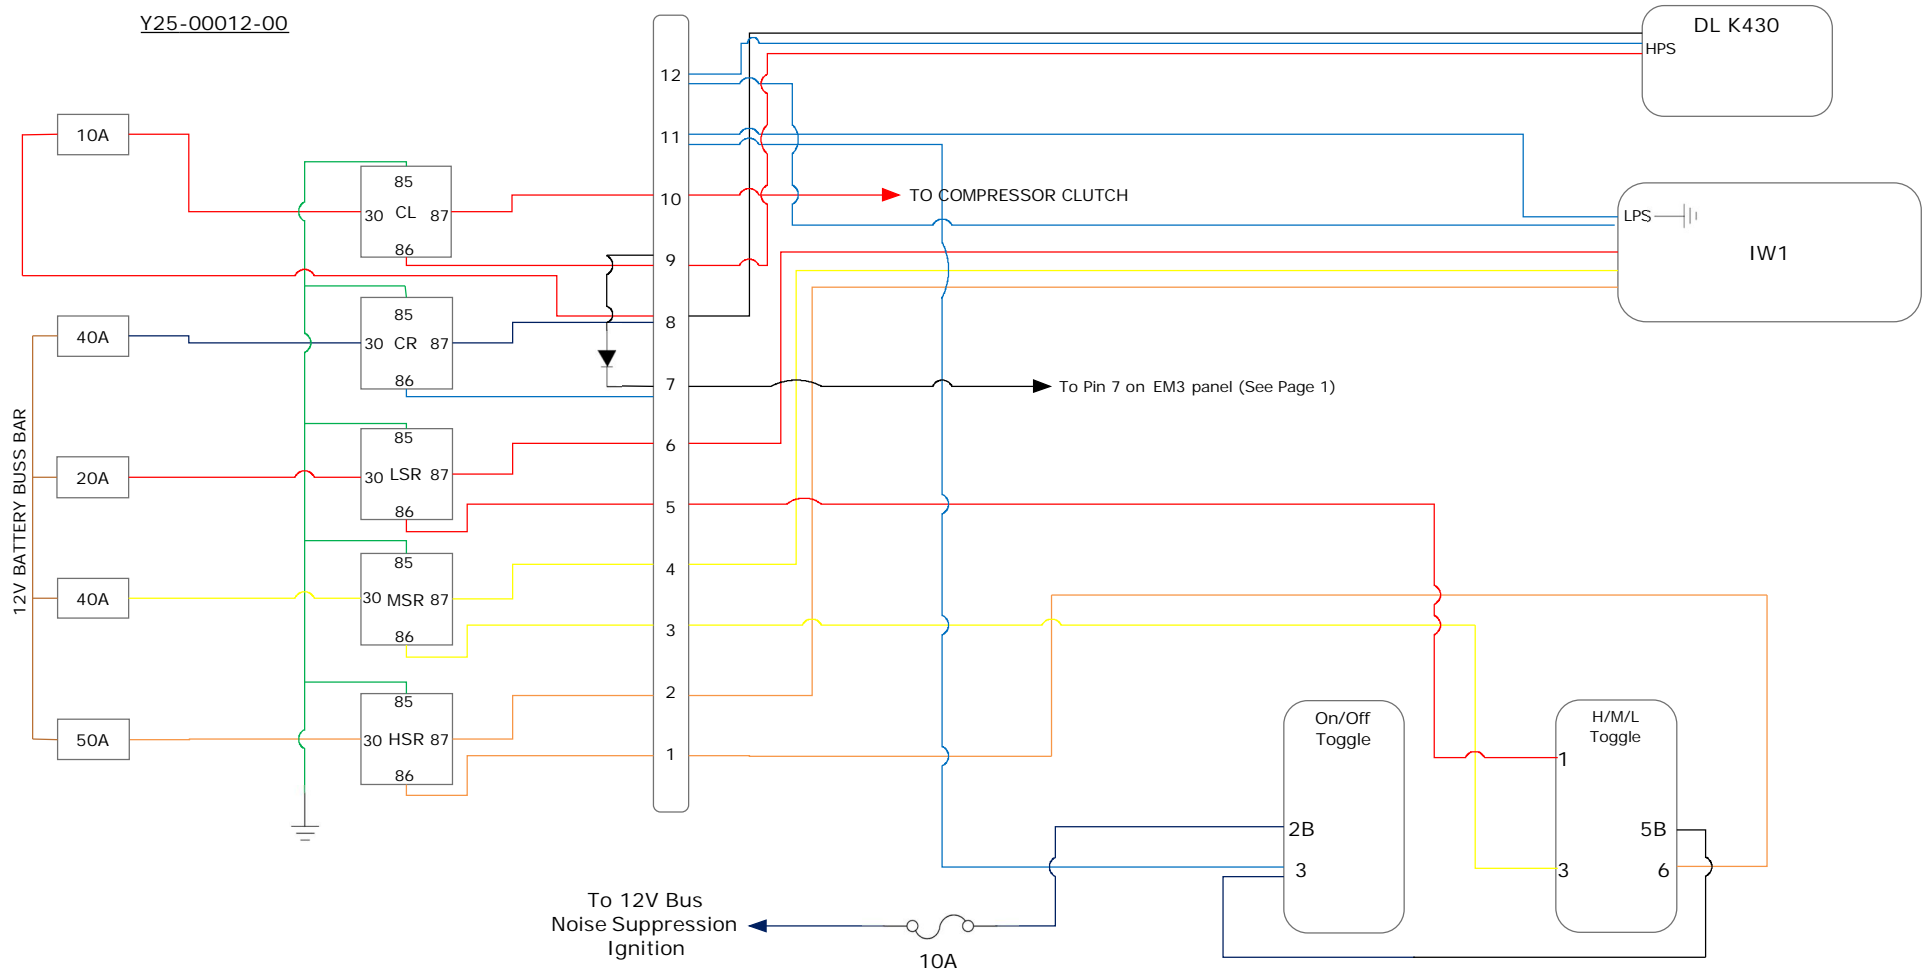 Y25-00012-00
DL K430
HPS
12
11
10
9
8
7
6
5
4
3
2
1
10A
40A
20A
40A
50A
12V BATTERY BUSS BAR
85
30 CL 87
86
85
30 CR 87
86
85
30 LSR 87
86
85
30 MSR 87
86
85
30 HSR 87
86
TO COMPRESSOR CLUTCH
LPS
IW1
To Pin 7 on EM3 panel (See Page 1)
On/Off
Toggle
2B
3
H/M/L
Toggle
1
5B
3
6
To 12V Bus
Noise Suppression
Ignition
10A